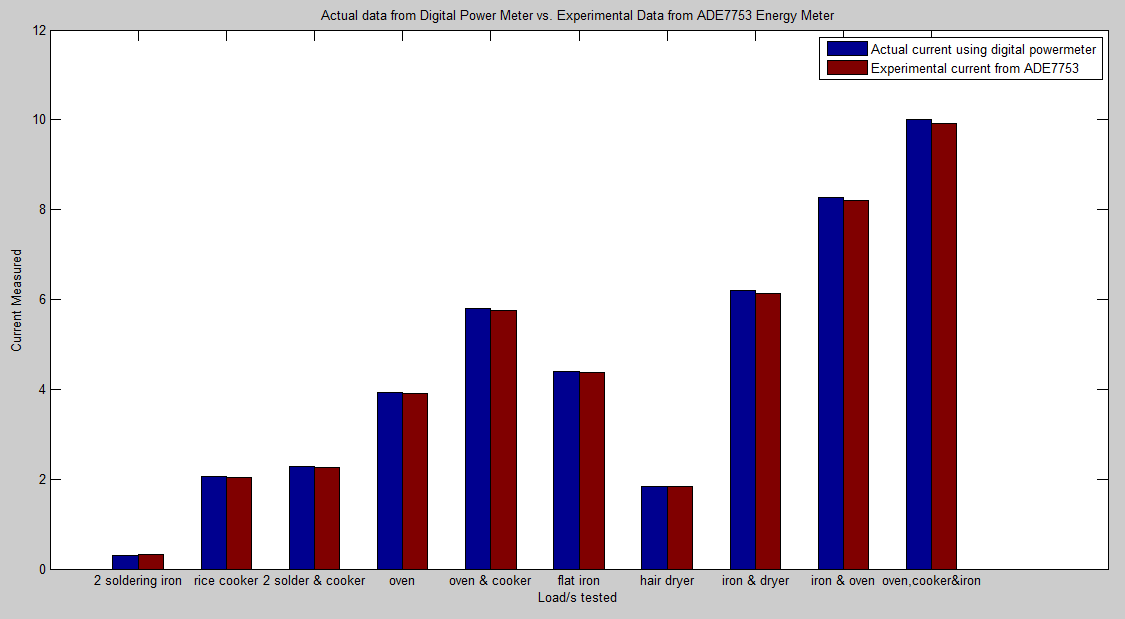 Actual data from Digital Power Meter vs. Experimental Data from ADE7753 Energy Meter
Actual current using digital powermeter
Experimental current from ADE7753
Current Measured
12
10
8
6
4
2
0
2 soldering iron rice cooker 2 solder & cooker oven oven & cooker flat iron hair dryer iron & dryer iron & oven oven,cooker&iron
Load/s tested